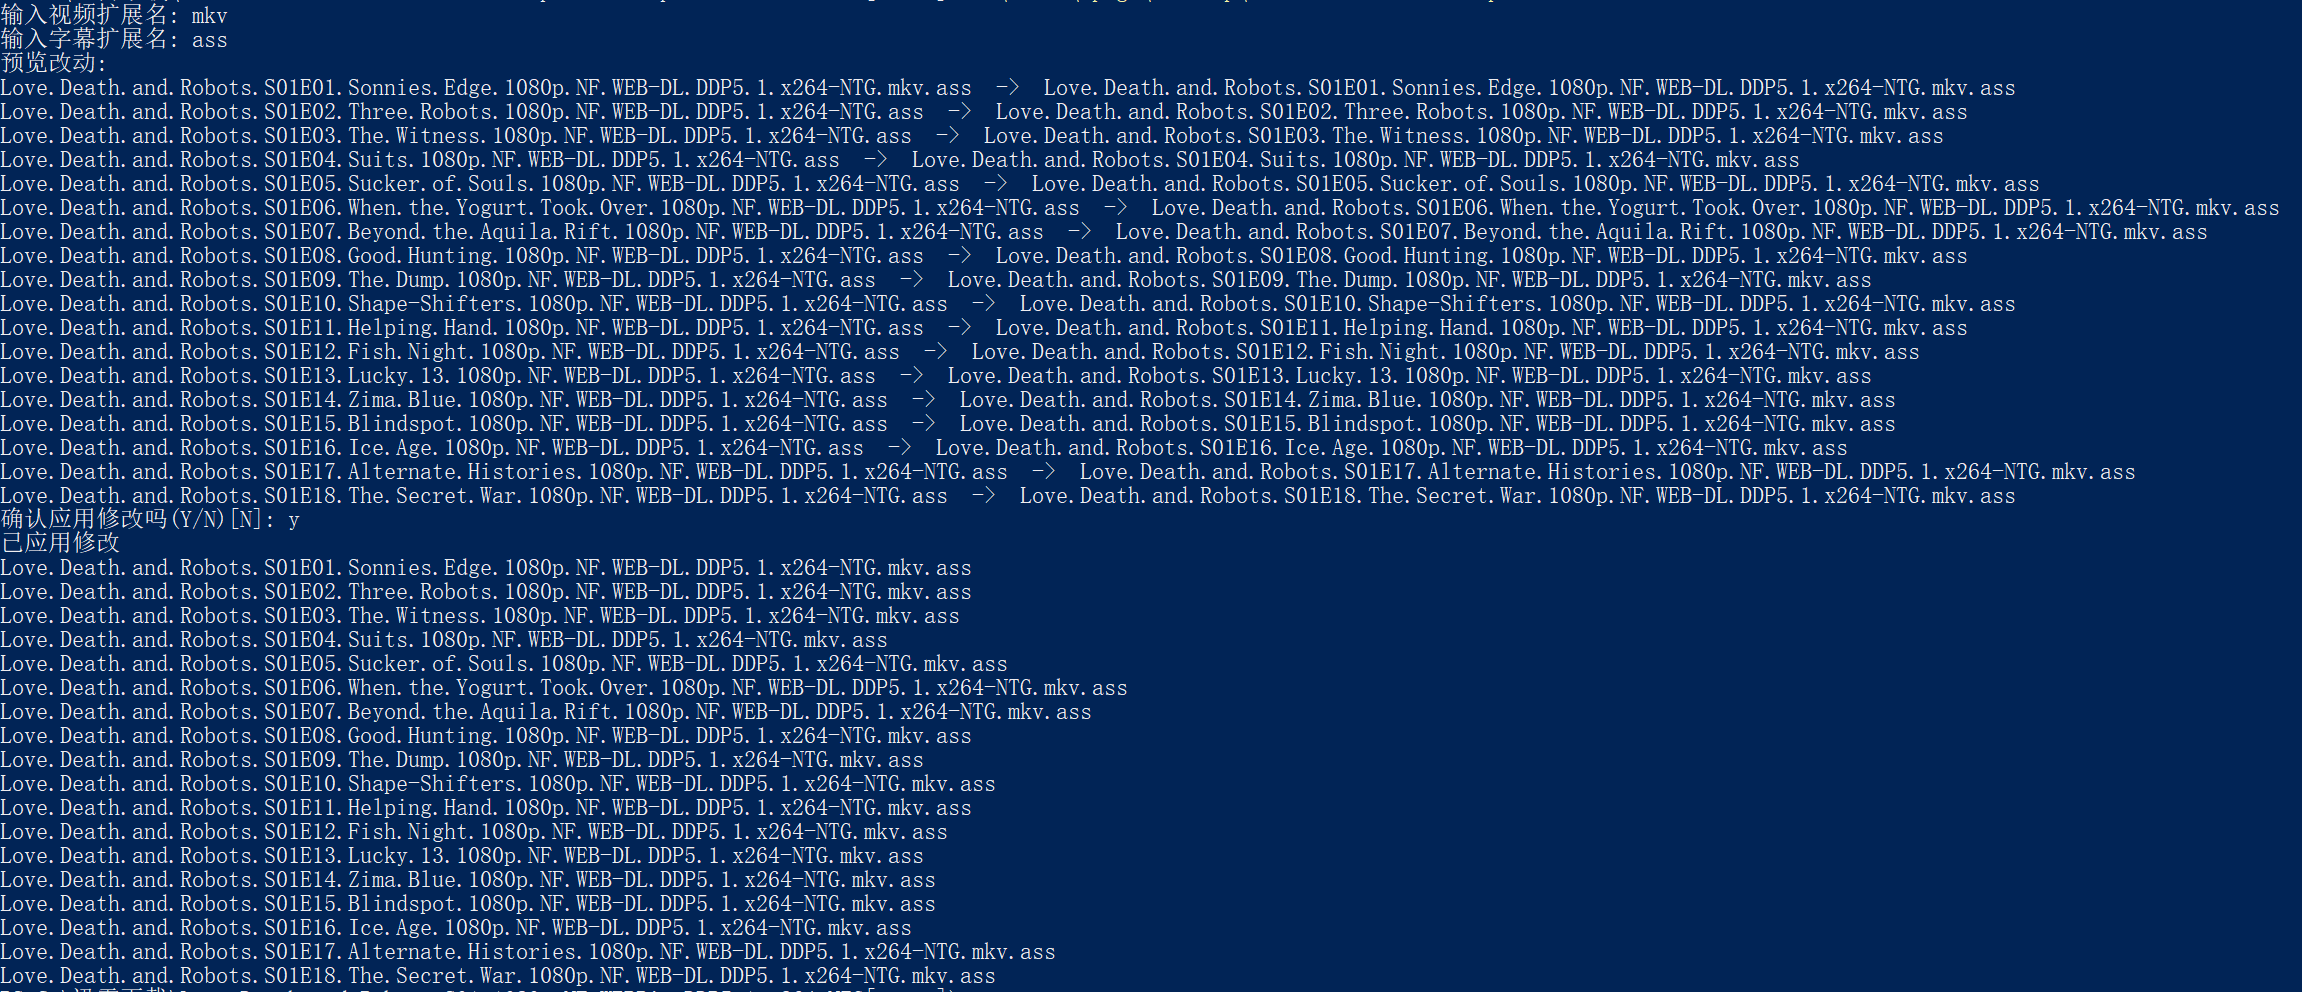 输入视频扩展名: mkv
输入字幕扩展名: ass
预览改动:
Love.Death.and.Robots.S01E01.Sonnies.Edge.1080p.NF.WEB-DL.DDP5.1.x264-NTG.mkv.ass  ->  Love.Death.and.Robots.S01E01.Sonnies.Edge.1080p.NF.WEB-DL.DDP5.1.x264-NTG.mkv.ass
Love.Death.and.Robots.S01E02.Three.Robots.1080p.NF.WEB-DL.DDP5.1.x264-NTG.ass  ->  Love.Death.and.Robots.S01E02.Three.Robots.1080p.NF.WEB-DL.DDP5.1.x264-NTG.mkv.ass
Love.Death.and.Robots.S01E03.The.Witness.1080p.NF.WEB-DL.DDP5.1.x264-NTG.ass  ->  Love.Death.and.Robots.S01E03.The.Witness.1080p.NF.WEB-DL.DDP5.1.x264-NTG.mkv.ass
Love.Death.and.Robots.S01E04.Suits.1080p.NF.WEB-DL.DDP5.1.x264-NTG.ass  ->  Love.Death.and.Robots.S01E04.Suits.1080p.NF.WEB-DL.DDP5.1.x264-NTG.mkv.ass
Love.Death.and.Robots.S01E05.Sucker.of.Souls.1080p.NF.WEB-DL.DDP5.1.x264-NTG.ass  ->  Love.Death.and.Robots.S01E05.Sucker.of.Souls.1080p.NF.WEB-DL.DDP5.1.x264-NTG.mkv.ass
Love.Death.and.Robots.S01E06.When.the.Yogurt.Took.Over.1080p.NF.WEB-DL.DDP5.1.x264-NTG.ass  ->  Love.Death.and.Robots.S01E06.When.the.Yogurt.Took.Over.1080p.NF.WEB-DL.DDP5.1.x264-NTG.mkv.ass
Love.Death.and.Robots.S01E07.Beyond.the.Aquila.Rift.1080p.NF.WEB-DL.DDP5.1.x264-NTG.ass  ->  Love.Death.and.Robots.S01E07.Beyond.the.Aquila.Rift.1080p.NF.WEB-DL.DDP5.1.x264-NTG.mkv.ass
Love.Death.and.Robots.S01E08.Good.Hunting.1080p.NF.WEB-DL.DDP5.1.x264-NTG.ass  ->  Love.Death.and.Robots.S01E08.Good.Hunting.1080p.NF.WEB-DL.DDP5.1.x264-NTG.mkv.ass
Love.Death.and.Robots.S01E09.The.Dump.1080p.NF.WEB-DL.DDP5.1.x264-NTG.ass  ->  Love.Death.and.Robots.S01E09.The.Dump.1080p.NF.WEB-DL.DDP5.1.x264-NTG.mkv.ass
Love.Death.and.Robots.S01E10.Shape-Shifters.1080p.NF.WEB-DL.DDP5.1.x264-NTG.ass  ->  Love.Death.and.Robots.S01E10.Shape-Shifters.1080p.NF.WEB-DL.DDP5.1.x264-NTG.mkv.ass
Love.Death.and.Robots.S01E11.Helping.Hand.1080p.NF.WEB-DL.DDP5.1.x264-NTG.ass  ->  Love.Death.and.Robots.S01E11.Helping.Hand.1080p.NF.WEB-DL.DDP5.1.x264-NTG.mkv.ass
Love.Death.and.Robots.S01E12.Fish.Night.1080p.NF.WEB-DL.DDP5.1.x264-NTG.ass  ->  Love.Death.and.Robots.S01E12.Fish.Night.1080p.NF.WEB-DL.DDP5.1.x264-NTG.mkv.ass
Love.Death.and.Robots.S01E13.Lucky.13.1080p.NF.WEB-DL.DDP5.1.x264-NTG.ass  ->  Love.Death.and.Robots.S01E13.Lucky.13.1080p.NF.WEB-DL.DDP5.1.x264-NTG.mkv.ass
Love.Death.and.Robots.S01E14.Zima.Blue.1080p.NF.WEB-DL.DDP5.1.x264-NTG.ass  ->  Love.Death.and.Robots.S01E14.Zima.Blue.1080p.NF.WEB-DL.DDP5.1.x264-NTG.mkv.ass
Love.Death.and.Robots.S01E15.Blindspot.1080p.NF.WEB-DL.DDP5.1.x264-NTG.ass  ->  Love.Death.and.Robots.S01E15.Blindspot.1080p.NF.WEB-DL.DDP5.1.x264-NTG.mkv.ass
Love.Death.and.Robots.S01E16.Ice.Age.1080p.NF.WEB-DL.DDP5.1.x264-NTG.ass  ->  Love.Death.and.Robots.S01E16.Ice.Age.1080p.NF.WEB-DL.DDP5.1.x264-NTG.mkv.ass
Love.Death.and.Robots.S01E17.Alternate.Histories.1080p.NF.WEB-DL.DDP5.1.x264-NTG.ass  ->  Love.Death.and.Robots.S01E17.Alternate.Histories.1080p.NF.WEB-DL.DDP5.1.x264-NTG.mkv.ass
Love.Death.and.Robots.S01E18.The.Secret.War.1080p.NF.WEB-DL.DDP5.1.x264-NTG.ass  ->  Love.Death.and.Robots.S01E18.The.Secret.War.1080p.NF.WEB-DL.DDP5.1.x264-NTG.mkv.ass
确认应用修改吗(Y/N)[N]: y
已应用修改
Love.Death.and.Robots.S01E01.Sonnies.Edge.1080p.NF.WEB-DL.DDP5.1.x264-NTG.mkv.ass
Love.Death.and.Robots.S01E02.Three.Robots.1080p.NF.WEB-DL.DDP5.1.x264-NTG.mkv.ass
Love.Death.and.Robots.S01E03.The.Witness.1080p.NF.WEB-DL.DDP5.1.x264-NTG.mkv.ass
Love.Death.and.Robots.S01E04.Suits.1080p.NF.WEB-DL.DDP5.1.x264-NTG.mkv.ass
Love.Death.and.Robots.S01E05.Sucker.of.Souls.1080p.NF.WEB-DL.DDP5.1.x264-NTG.mkv.ass
Love.Death.and.Robots.S01E06.When.the.Yogurt.Took.Over.1080p.NF.WEB-DL.DDP5.1.x264-NTG.mkv.ass
Love.Death.and.Robots.S01E07.Beyond.the.Aquila.Rift.1080p.NF.WEB-DL.DDP5.1.x264-NTG.mkv.ass
Love.Death.and.Robots.S01E08.Good.Hunting.1080p.NF.WEB-DL.DDP5.1.x264-NTG.mkv.ass
Love.Death.and.Robots.S01E09.The.Dump.1080p.NF.WEB-DL.DDP5.1.x264-NTG.mkv.ass
Love.Death.and.Robots.S01E10.Shape-Shifters.1080p.NF.WEB-DL.DDP5.1.x264-NTG.mkv.ass
Love.Death.and.Robots.S01E11.Helping.Hand.1080p.NF.WEB-DL.DDP5.1.x264-NTG.mkv.ass
Love.Death.and.Robots.S01E12.Fish.Night.1080p.NF.WEB-DL.DDP5.1.x264-NTG.mkv.ass
Love.Death.and.Robots.S01E13.Lucky.13.1080p.NF.WEB-DL.DDP5.1.x264-NTG.mkv.ass
Love.Death.and.Robots.S01E14.Zima.Blue.1080p.NF.WEB-DL.DDP5.1.x264-NTG.mkv.ass
Love.Death.and.Robots.S01E15.Blindspot.1080p.NF.WEB-DL.DDP5.1.x264-NTG.mkv.ass
Love.Death.and.Robots.S01E16.Ice.Age.1080p.NF.WEB-DL.DDP5.1.x264-NTG.mkv.ass
Love.Death.and.Robots.S01E17.Alternate.Histories.1080p.NF.WEB-DL.DDP5.1.x264-NTG.mkv.ass
Love.Death.and.Robots.S01E18.The.Secret.War.1080p.NF.WEB-DL.DDP5.1.x264-NTG.mkv.ass